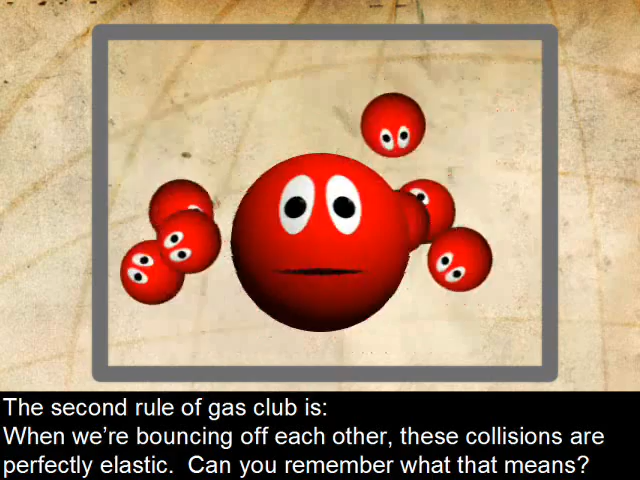 The second rule of gas club is:
When we’re bouncing off each other, these collisions are
perfectly elastic.  Can you remember what that means?